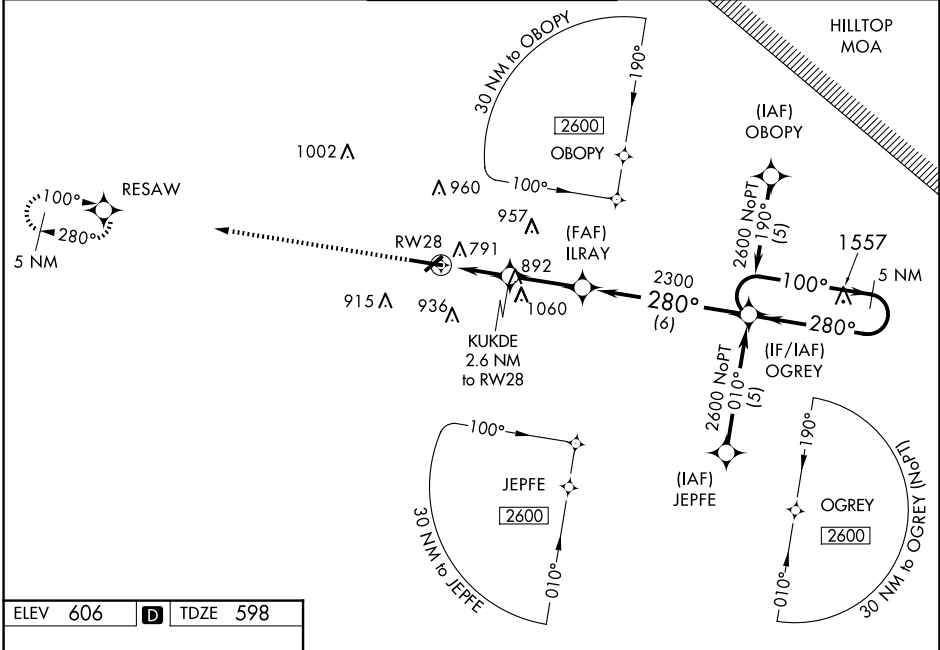 HILLTOP
MOA
30 NM to OBOPY
190°
2600
OBOPY
100°
(IAF)
OBOPY
1002
960
957
100°
RESAW
280°
5 NM
RW28
791
(FAF)
ILRAY
892
1060
915
936
KUKDE
2.6 NM
to RW28
2300
280°
(6)
2600 NoPT
190°
(5)
1557
5 NM
100°
280°
(IF/IAF)
OGREY
2600 NoPT
010°
(5)
(IAF)
JEPFE
100°
JEPFE
2600
010°
30 NM to JEPFE
190°
OGREY
2600
010°
30 NM to OGREY (NoPT)
ELEV 606 D TDZE 598